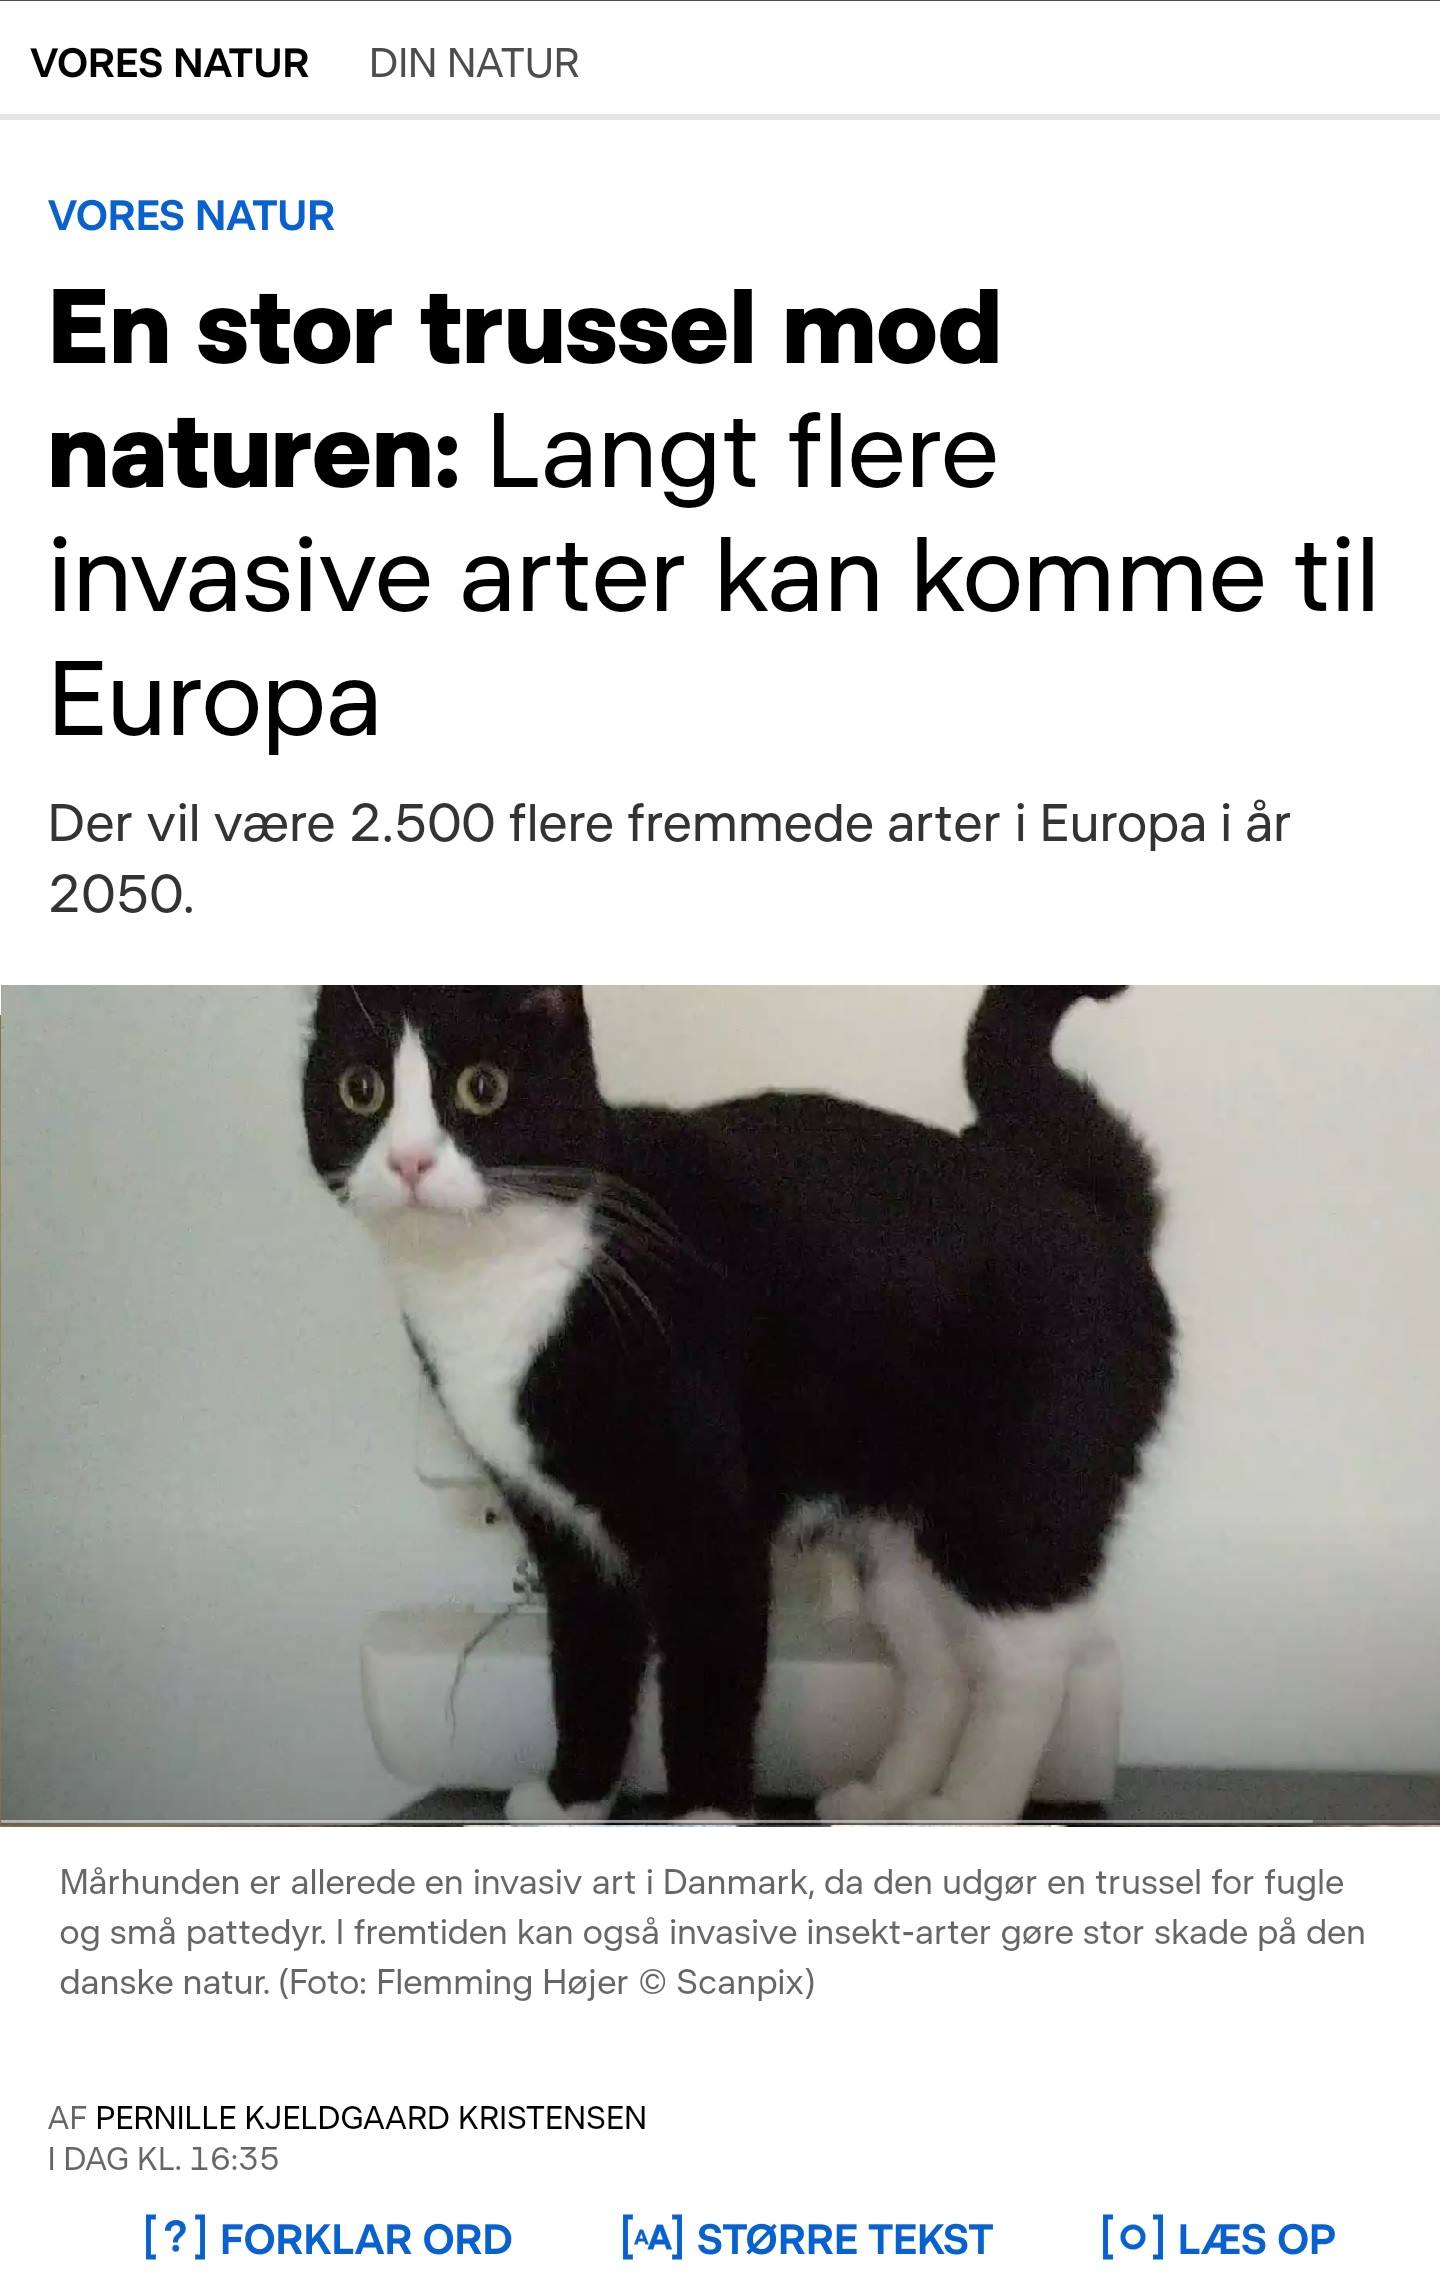 VORES NATUR DIN NATUR
VORES NATUR
En stor trussel mod
naturen: Langt flere
invasive arter kan komme til
Europa
Der vil være 2.500 flere fremmede arter i Europa i år
2050.
Mårhunden er allerede en invasiv art i Danmark, da den udgør en trussel for fugle
og små pattedyr. I fremtiden kan også invasive insekt-arter gøre stor skade på den
danske natur. (Foto: Flemming Højer © Scanpix)
AF PERNILLE KJELDGAARD KRISTENSEN
I DAG KL. 16:35
[?] FORKLAR ORD [AA] STØRRE TEKST [O] LÆS OP